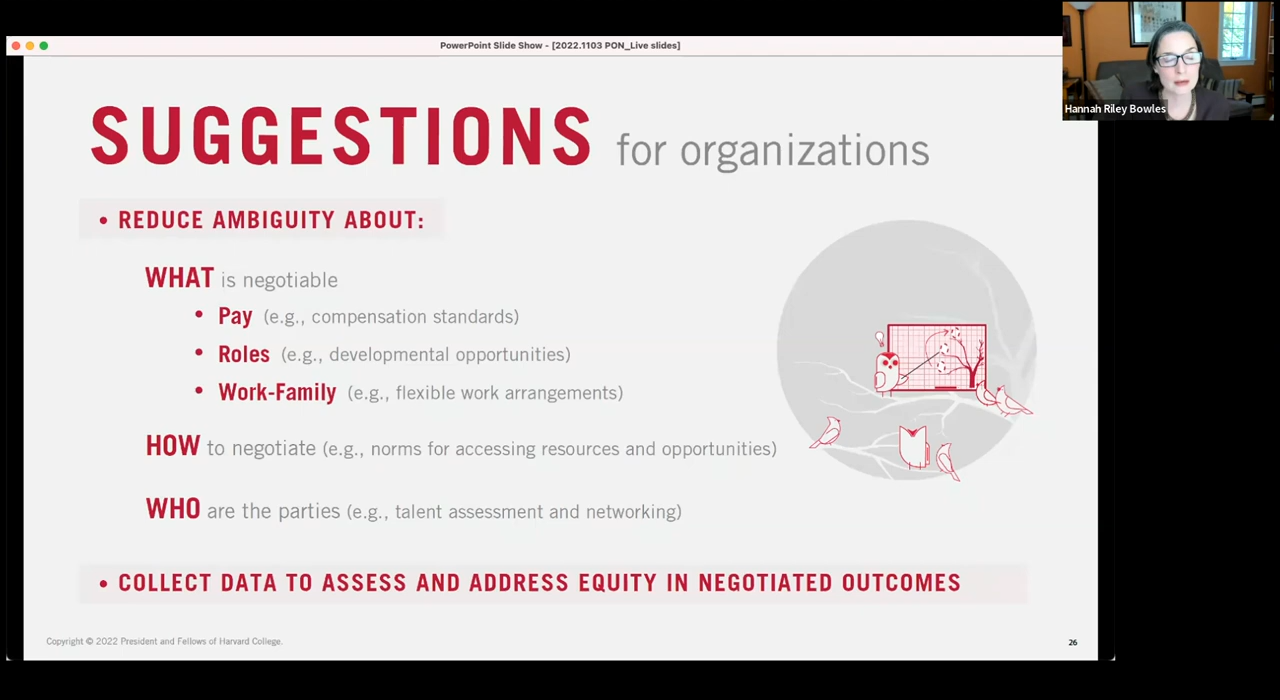 PowerPoint Slide Show - [2022.1103 PON_Live slides]
Hannah Riley Bowles
SUGGESTIONS for organizations
• REDUCE AMBIGUITY ABOUT:
WHAT is negotiable
• Pay (e.g., compensation standards)
• Roles (e.g., developmental opportunities)
• Work-Family (e.g., flexible work arrangements)
HOW to negotiate (e.g., norms for accessing resources and opportunities)
WHO are the parties (e.g., talent assessment and networking)
• COLLECT DATA TO ASSESS AND ADDRESS EQUITY IN NEGOTIATED OUTCOMES
Copyright © 2022 President and Fellows of Harvard College.
26